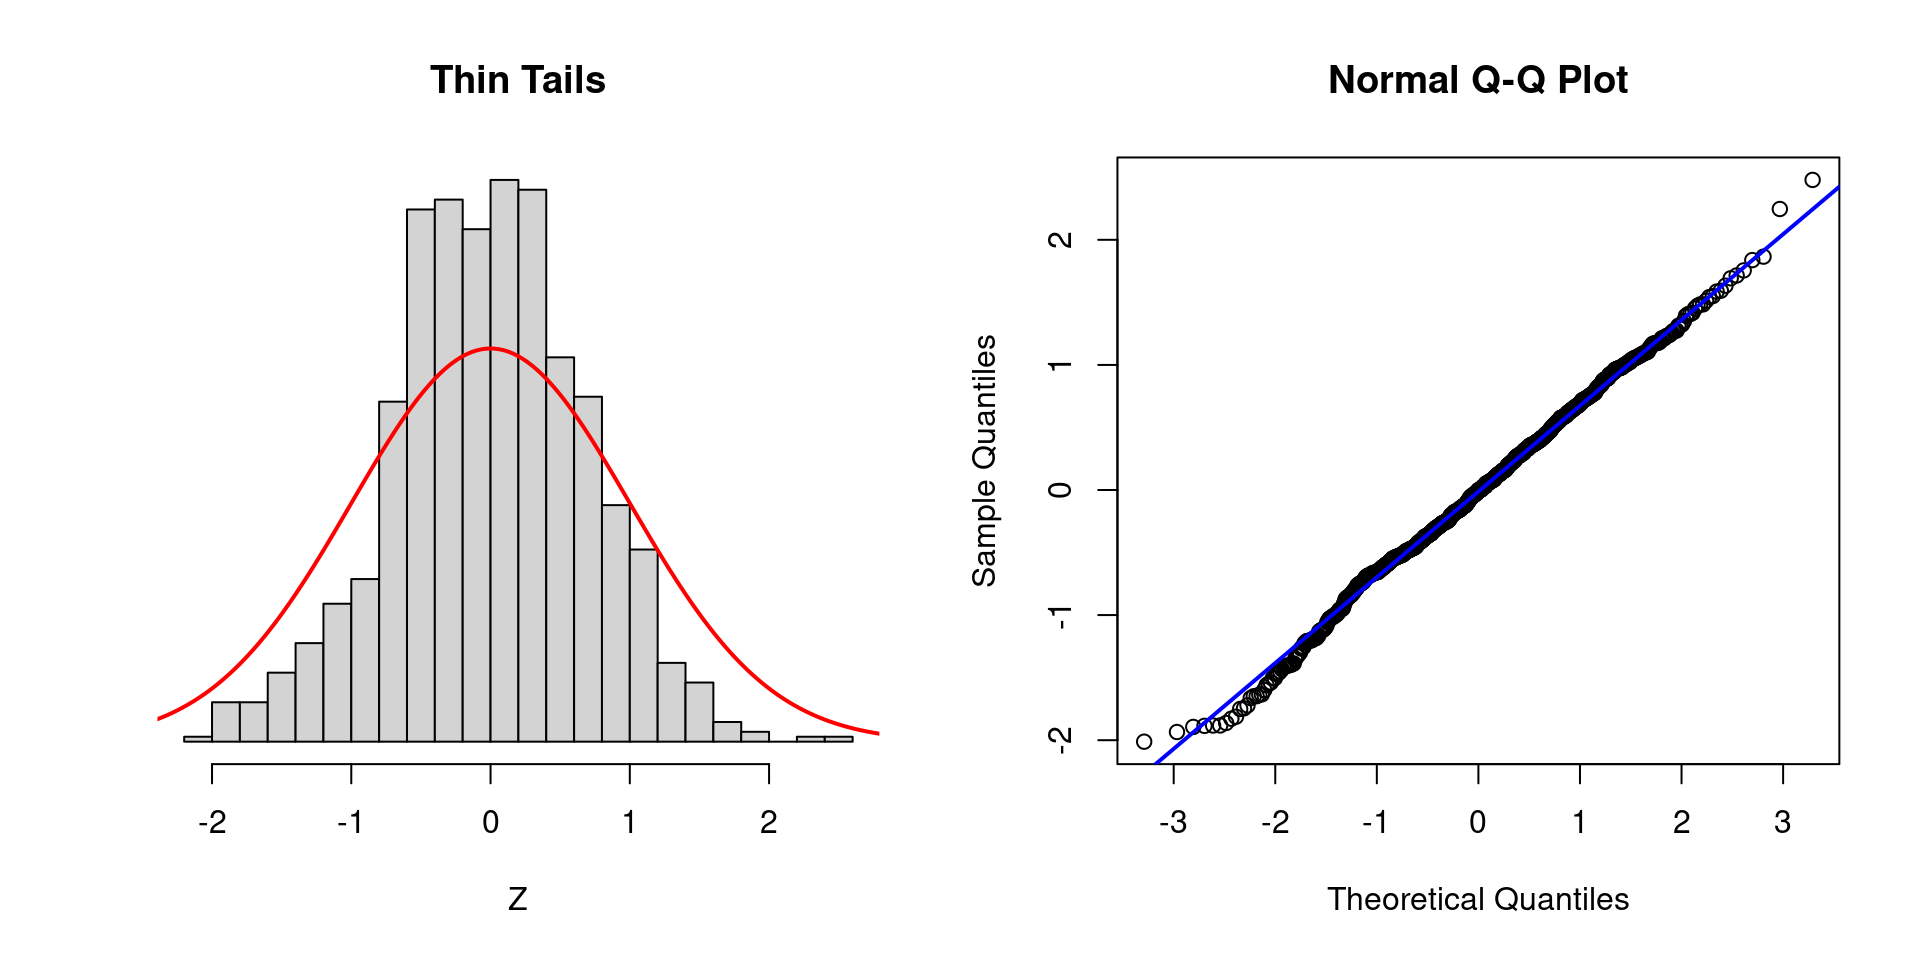 Thin Tails
-2 -1 0 1 2
Z
Normal Q-Q Plot
Sample Quantiles
2
1
0
-1
-2
-3 -2 -1 0 1 2 3
Theoretical Quantiles